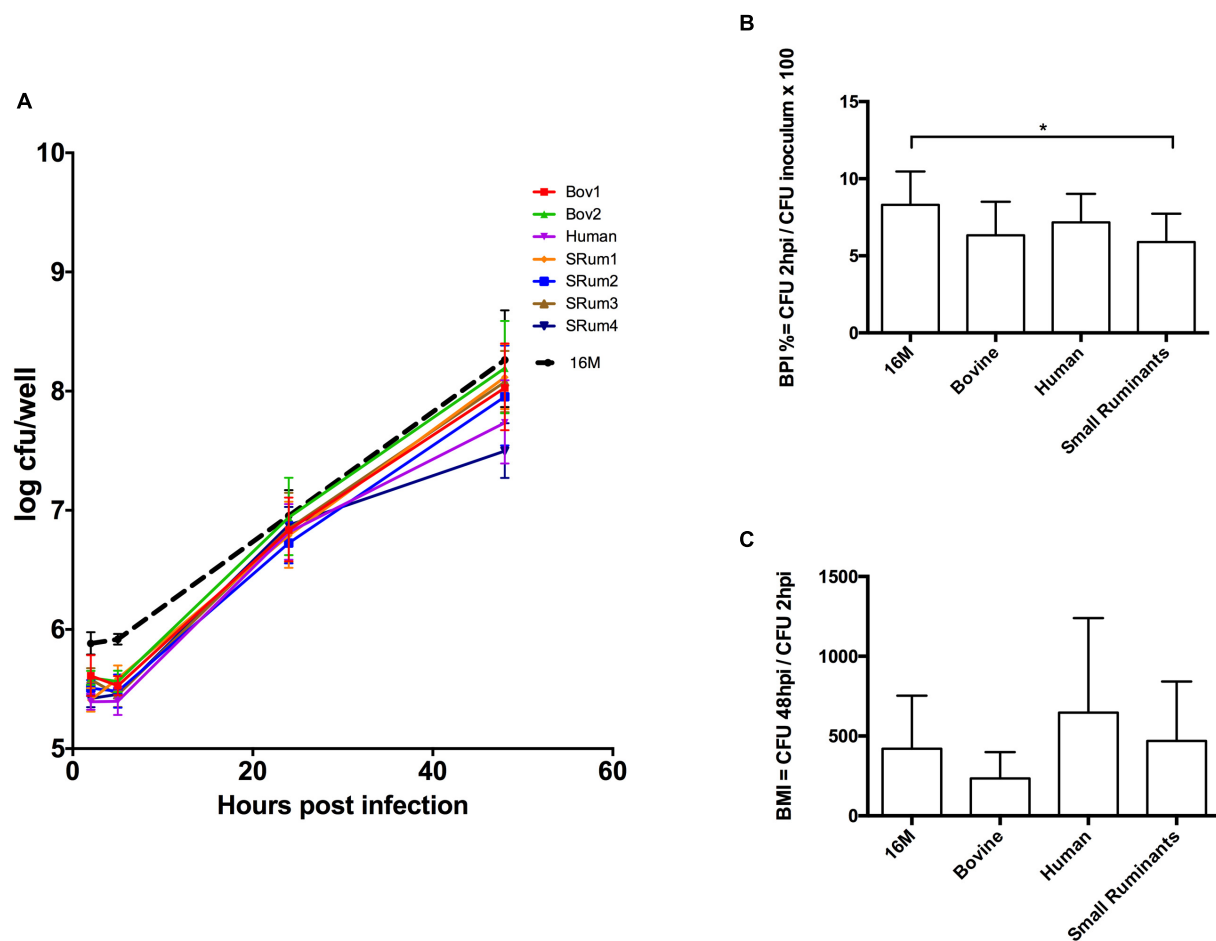 A
10
9
8
7
6
5
log cfu/well
0
20
40
60
Hours post infection
Bov1
Bov2
Human
SRum1
SRum2
SRum3
SRum4
16M
B
BPI %= CFU 2hpi / CFU inoculum x 100
15
10
5
0
*
16M
Bovine
Human
Small Ruminants
C
BMI = CFU 48hpi / CFU 2hpi
1500
1000
500
0
16M
Bovine
Human
Small Ruminants